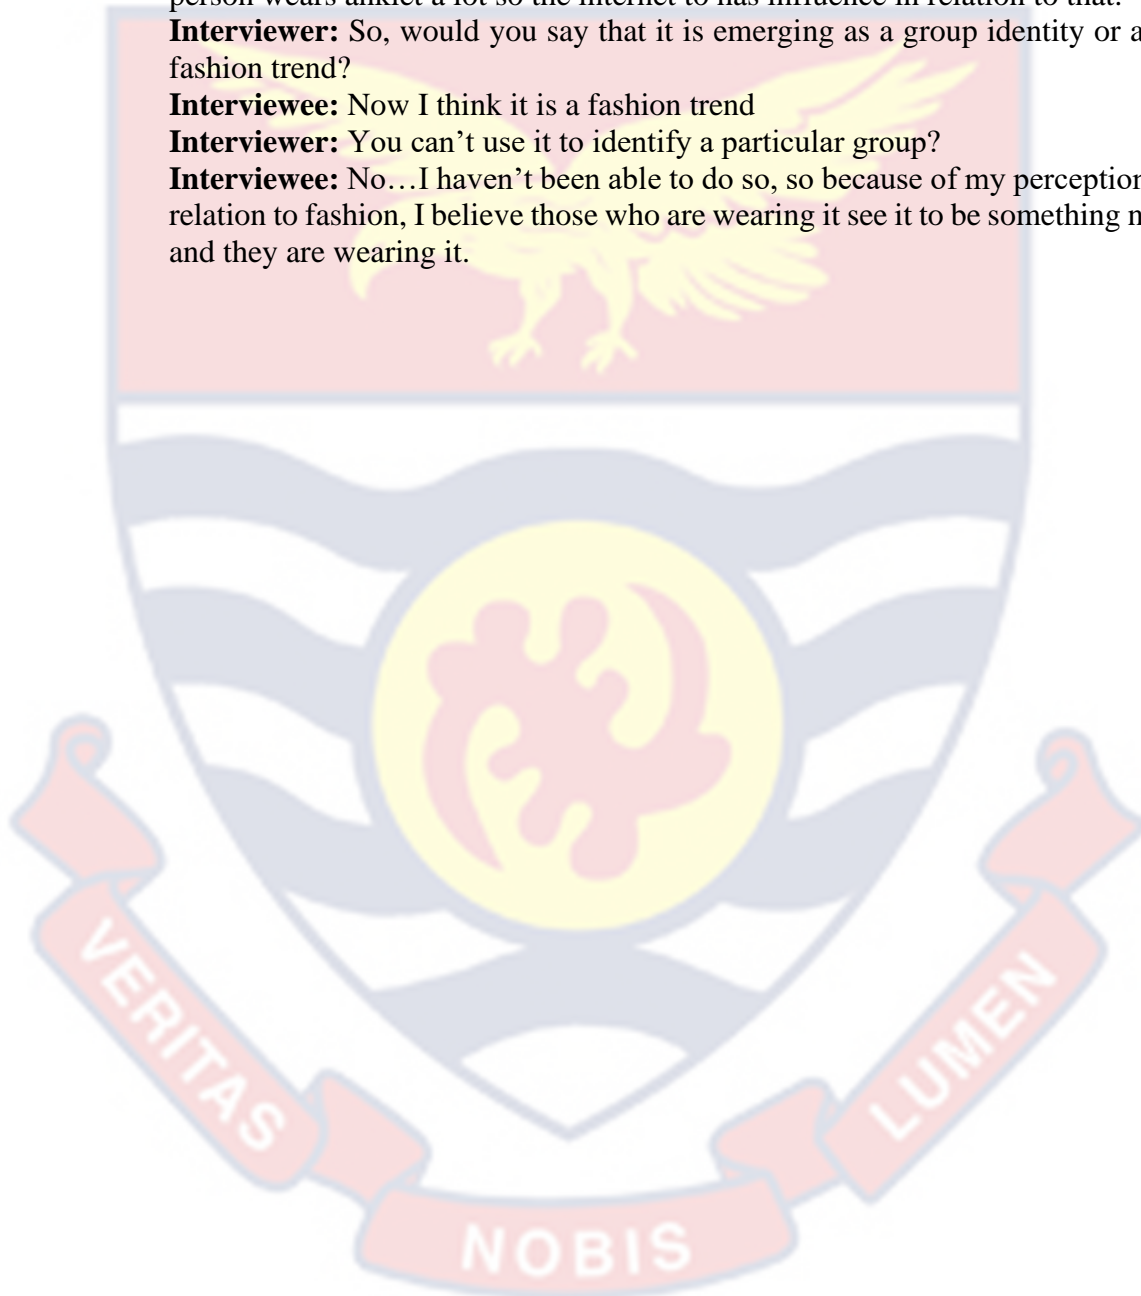 person wears anklet a lot so the internet to has influence in relation to that.
Interviewer: So, would you say that it is emerging as a group identity or a
fashion trend?
Interviewee: Now I think it is a fashion trend
Interviewer: You can’t use it to identify a particular group?
Interviewee: No…I haven’t been able to do so, so because of my perception
relation to fashion, I believe those who are wearing it see it to be something
and they are wearing it.
VERITAS
NOBIS
LUMEN